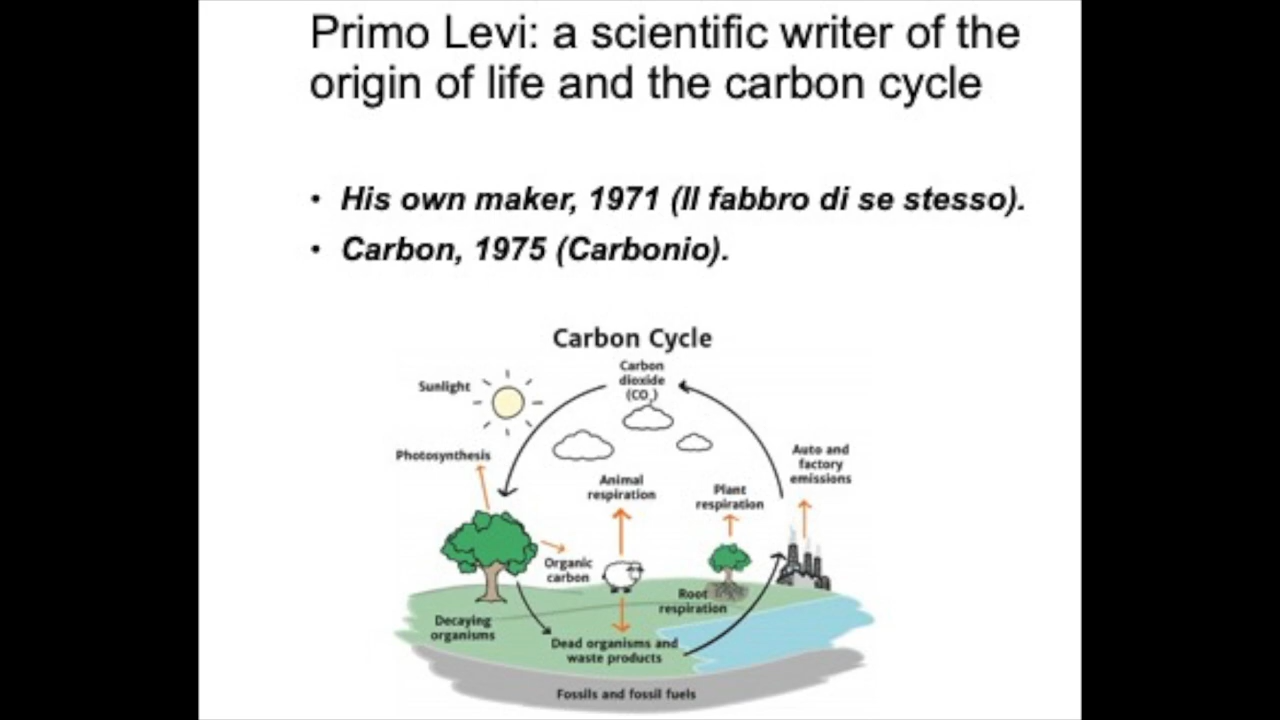 Primo Levi: a scientific writer of the
origin of life and the carbon cycle
• His own maker, 1971 (Il fabbro di se stesso).
• Carbon, 1975 (Carbonio).
Carbon Cycle
Carbon
dioxide
(CO2)
Sunlight
Photosynthesis
Animal
respiration
Plant
respiration
Auto and
factory
emissions
Organic
carbon
Root
respiration
Decaying
organisms
Dead organisms and
waste products
Fossils and fossil fuels